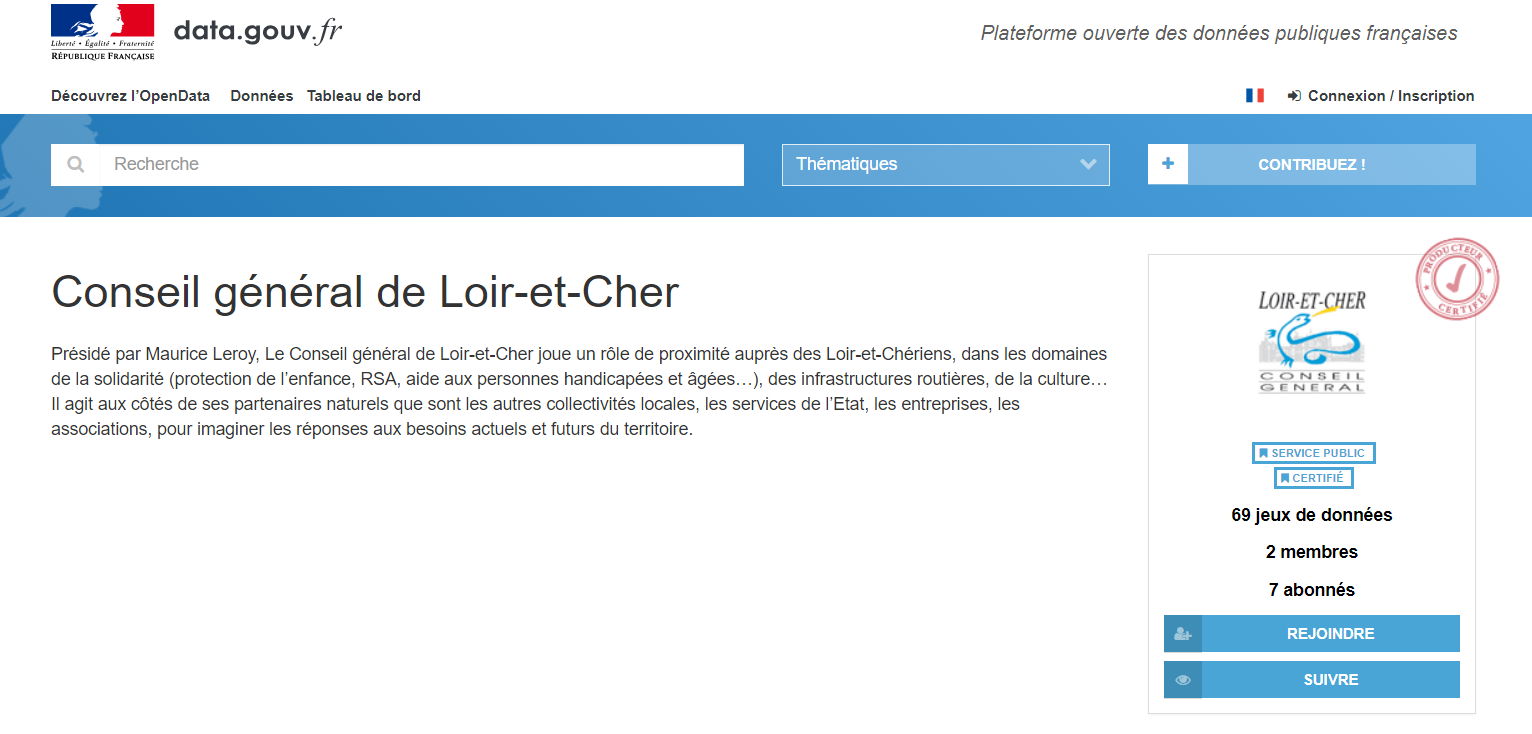 Liberté • Égalité • Fraternité
RÉPUBLIQUE FRANÇAISE
data.gouv.fr
Plateforme ouverte des données publiques françaises
Découvrez l’OpenData Données Tableau de bord
Connexion / Inscription
Recherche
Thématiques
CONTRIBUEZ !
Conseil général de Loir-et-Cher
Présidé par Maurice Leroy, Le Conseil général de Loir-et-Cher joue un rôle de proximité auprès des Loir-et-Chériens, dans les domaines
de la solidarité (protection de l’enfance, RSA, aide aux personnes handicapées et âgées…), des infrastructures routières, de la culture…
Il agit aux côtés de ses partenaires naturels que sont les autres collectivités locales, les services de l’Etat, les entreprises, les
associations, pour imaginer les réponses aux besoins actuels et futurs du territoire.
PRODUCTEUR
CERTIFIÉ
LOIR-ET-CHER
CONSEIL
GENERAL
SERVICE PUBLIC
CERTIFIÉ
69 jeux de données
2 membres
7 abonnés
REJOINDRE
SUIVRE